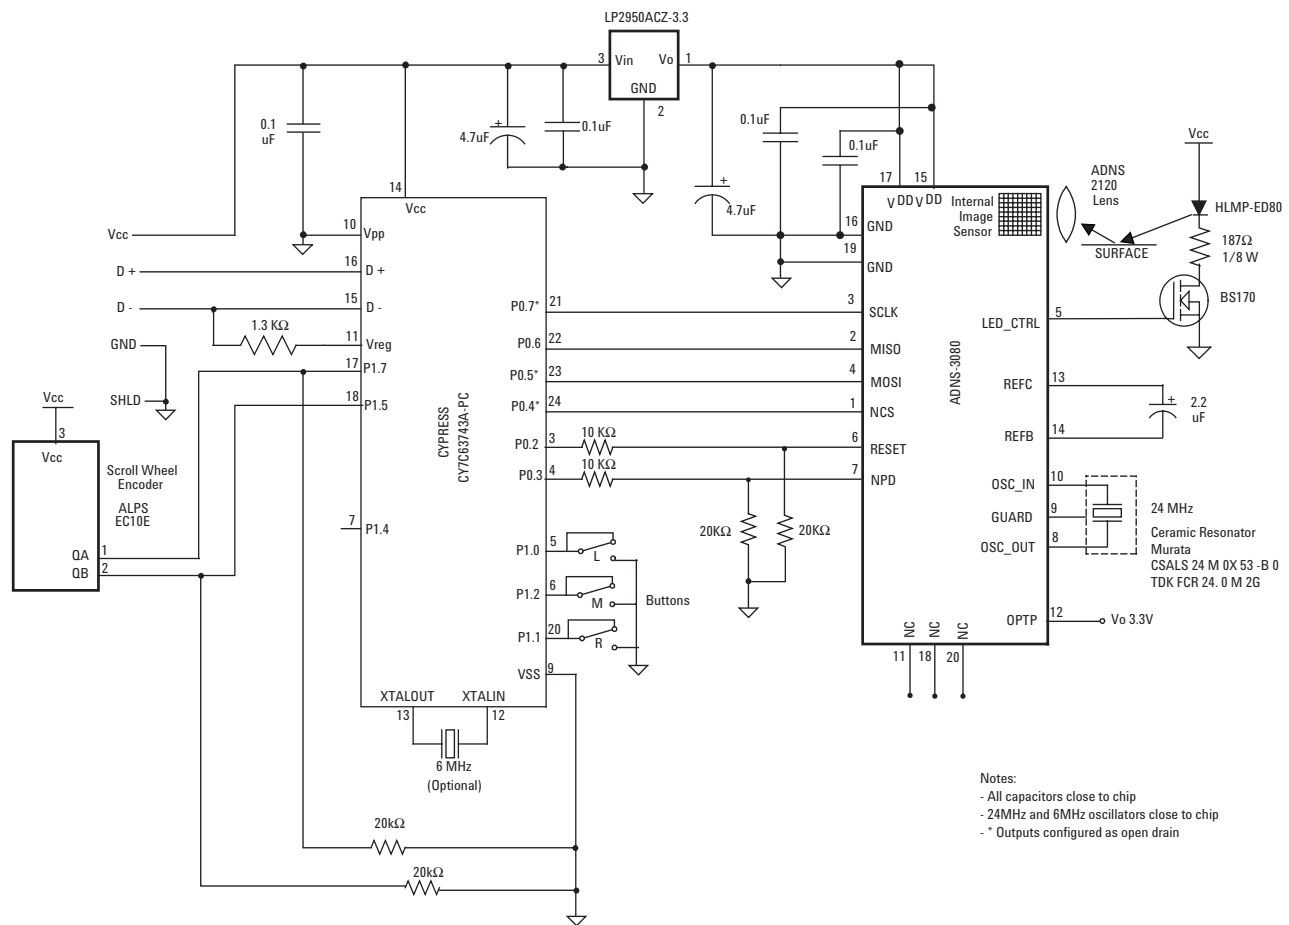 LP2950ACZ-3.3
3 Vin Vo 1
GND
2
0.1
uF
4.7uF
+
0.1uF
0.1uF
0.1uF
+
4.7uF
Vcc
ADNS
2120
Lens
HLMP-ED80
187Ω
1/8 W
SURFACE
BS170
14
Vcc
10 Vpp
Vcc
16 D +
D +
15 D -
D -
1.3 KΩ
11 Vreg
GND
17 P1.7
18 P1.5
SHLD
Vcc
3
Vcc
Scroll Wheel
Encoder
ALPS
EC10E
QA 1
QB 2
7 P1.4
CYPRESS
CY7C63743A-PC
P0.7* 21
P0.6 22
P0.5* 23
P0.4* 24
P0.2 3
10 KΩ
P0.3 4
10 KΩ
20KΩ
20KΩ
P1.0 5
L
P1.2 6
M
Buttons
P1.1 20
R
VSS 9
XTALOUT XTALIN
13 12
6 MHz
(Optional)
20kΩ
20kΩ
17 15
V DD V DD
Internal
Image
Sensor
16 GND
19 GND
3 SCLK
2 MISO
4 MOSI
1 NCS
6 RESET
7 NPD
ADNS-3080
LED_CTRL 5
REFC 13
+
2.2
uF
REFB 14
OSC_IN 10
GUARD 9
OSC_OUT 8
24 MHz
Ceramic Resonator
Murata
CSALS 24 M 0X 53 -B 0
TDK FCR 24. 0 M 2G
OPTP 12
Vo 3.3V
NC NC NC
11 18 20
Notes:
- All capacitors close to chip
- 24MHz and 6MHz oscillators close to chip
- * Outputs configured as open drain